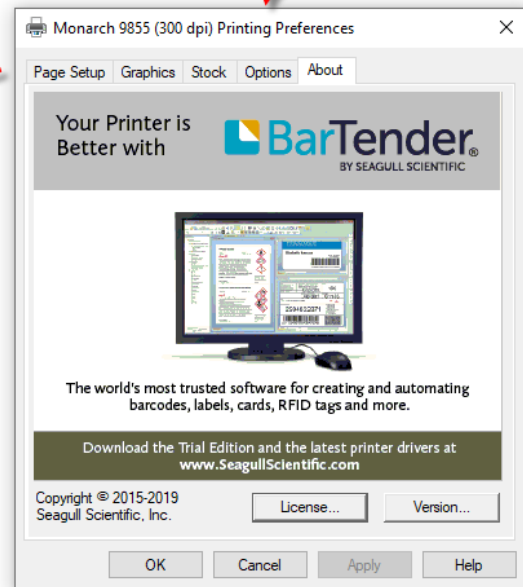 Monarch 9855 (300 dpi) Printing Preferences
Page Setup Graphics Stock Options About
Your Printer is
Better with
BarTender®
BY SEAGULL SCIENTIFIC
The world's most trusted software for creating and automating
barcodes, labels, cards, RFID tags and more.
Download the Trial Edition and the latest printer drivers at
www.SeagullScientific.com
Copyright © 2015-2019
Seagull Scientific, Inc.
License... Version...
OK Cancel Apply Help